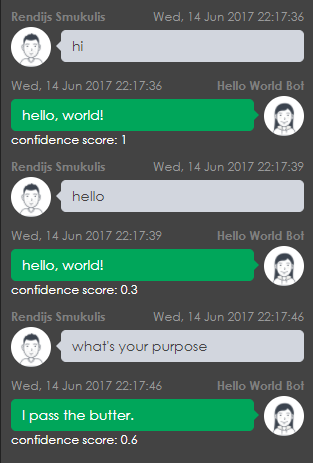 Rendijs Smukulis Wed, 14 Jun 2017 22:17:36
hi
Wed, 14 Jun 2017 22:17:36 Hello World Bot
hello, world!
confidence score: 1
Rendijs Smukulis Wed, 14 Jun 2017 22:17:39
hello
Wed, 14 Jun 2017 22:17:39 Hello World Bot
hello, world!
confidence score: 0.3
Rendijs Smukulis Wed, 14 Jun 2017 22:17:46
what's your purpose
Wed, 14 Jun 2017 22:17:46 Hello World Bot
I pass the butter.
confidence score: 0.6